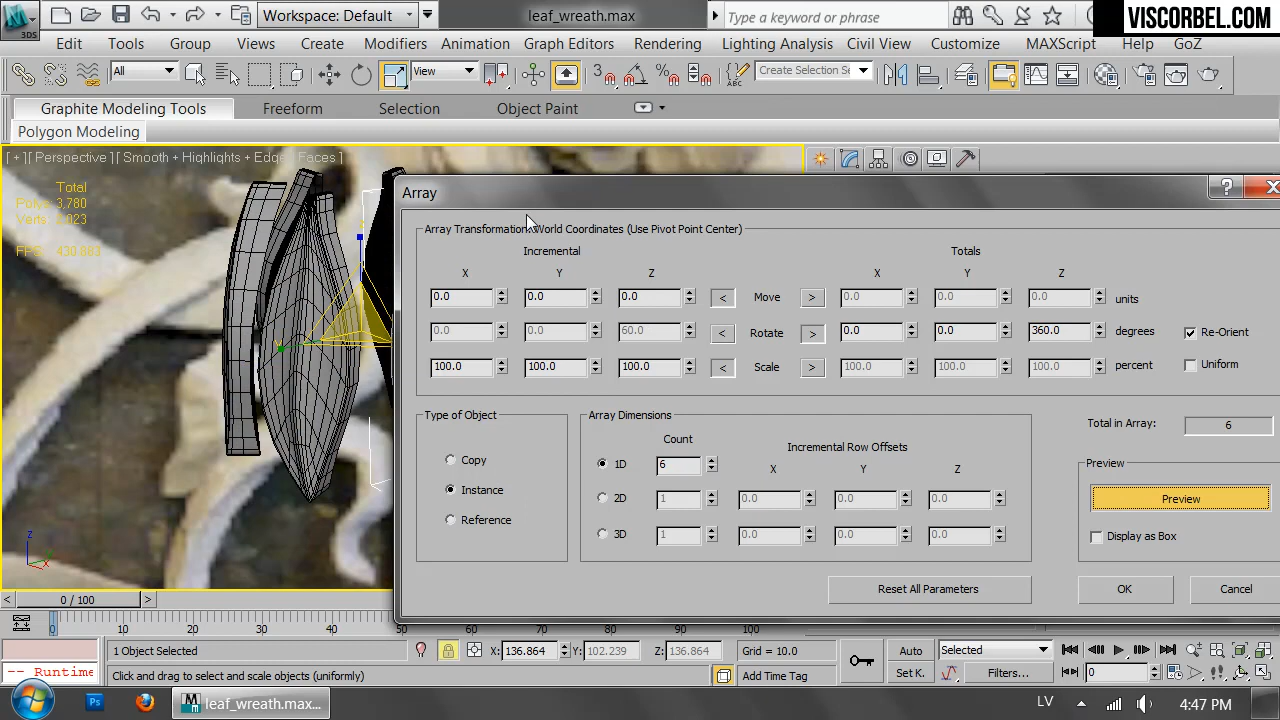 3DS
Workspace: Default
leaf_wreath.max
Type a keyword or phrase
VISCORBEL.COM
Edit Tools Group Views Create Modifiers Animation Graph Editors Rendering Lighting Analysis Civil View Customize MAXScript Help GoZ
All View 3 ABC Create Selection Se
Graphite Modeling Tools Freeform Selection Object Paint
Polygon Modeling
[ + ] [ Perspective ] [ Smooth + Highlights + Edged Faces ]
Total
Polys: 3,780
Verts: 2,023
FPS: 430.883
Array
Array Transformation: World Coordinates (Use Pivot Point Center)
Incremental Totals
X Y Z X Y Z
0.0 0.0 0.0 < Move > 0.0 0.0 0.0 units
0.0 0.0 60.0 < Rotate > 0.0 0.0 360.0 degrees Re-Orient
100.0 100.0 100.0 < Scale > 100.0 100.0 100.0 percent Uniform
Type of Object
Copy
Instance
Reference
Array Dimensions
Count
Incremental Row Offsets
X Y Z
1D 6
2D 1 0.0 0.0 0.0
3D 1 0.0 0.0 0.0
Total in Array: 6
Preview
Preview
Display as Box
Reset All Parameters OK Cancel
Z
X
< 0 / 100 >
0 10 20 30 40 50 60 70 80 90 100
1 Object Selected X: 136.864 Y: 102.239 Z: 136.864 Grid = 10.0 Auto Selected
-- Runtime Click and drag to select and scale objects (uniformly) Add Time Tag Set K. Filters... 0
Ps leaf_wreath.max... LV 4:47 PM